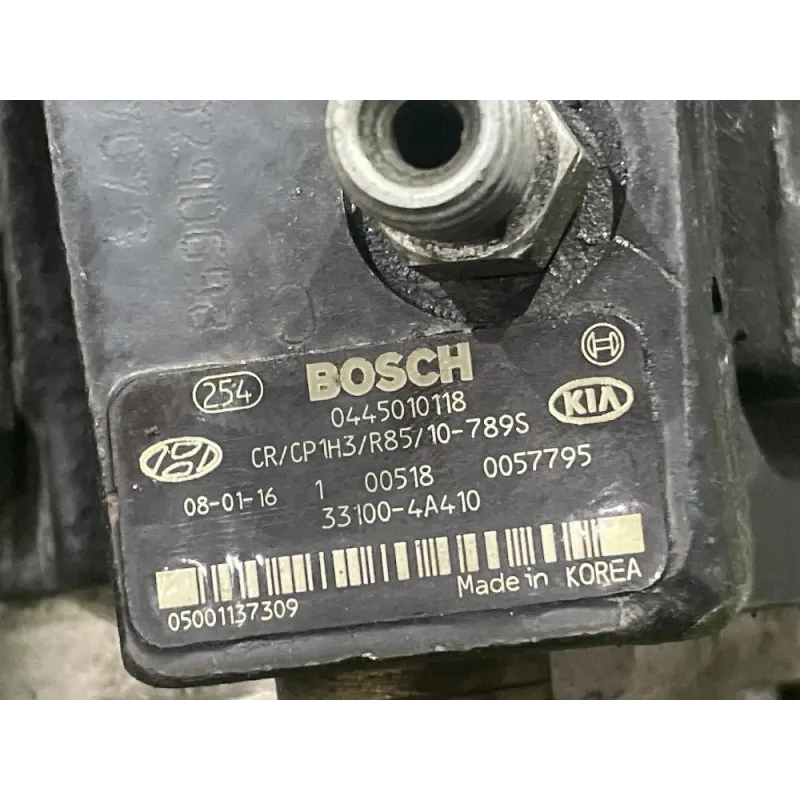 254 BOSCH
0445010118
KIA
CR/CP1H3/R85/10-789S
08-01-16 1 00518 0057795
33100-4A410
Made in KOREA
05001137309